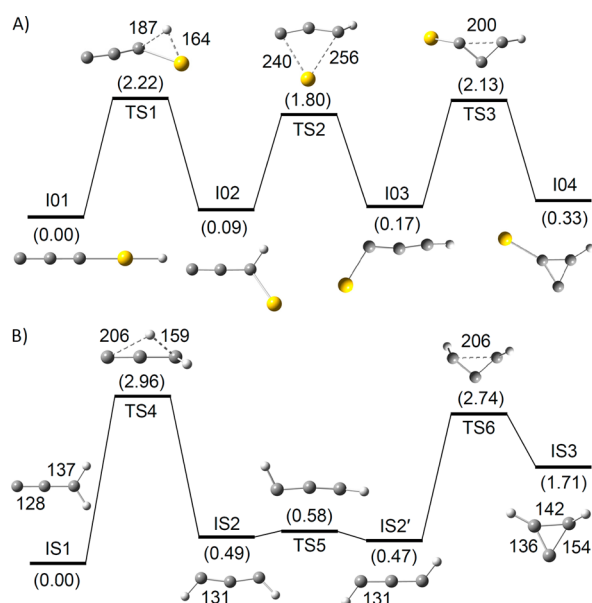 A)
187 164
240 256
200
(2.22) (1.80) (2.13)
TS1 TS2 TS3
I01 I02 I03 I04
(0.00) (0.09) (0.17) (0.33)
B)
206 159
206
(2.96) (2.74)
TS4 TS6
137
128
IS1 IS2 (0.58) IS2′ IS3
TS5
(0.00) (0.49) (0.47) (1.71)
131 131
142
136 154